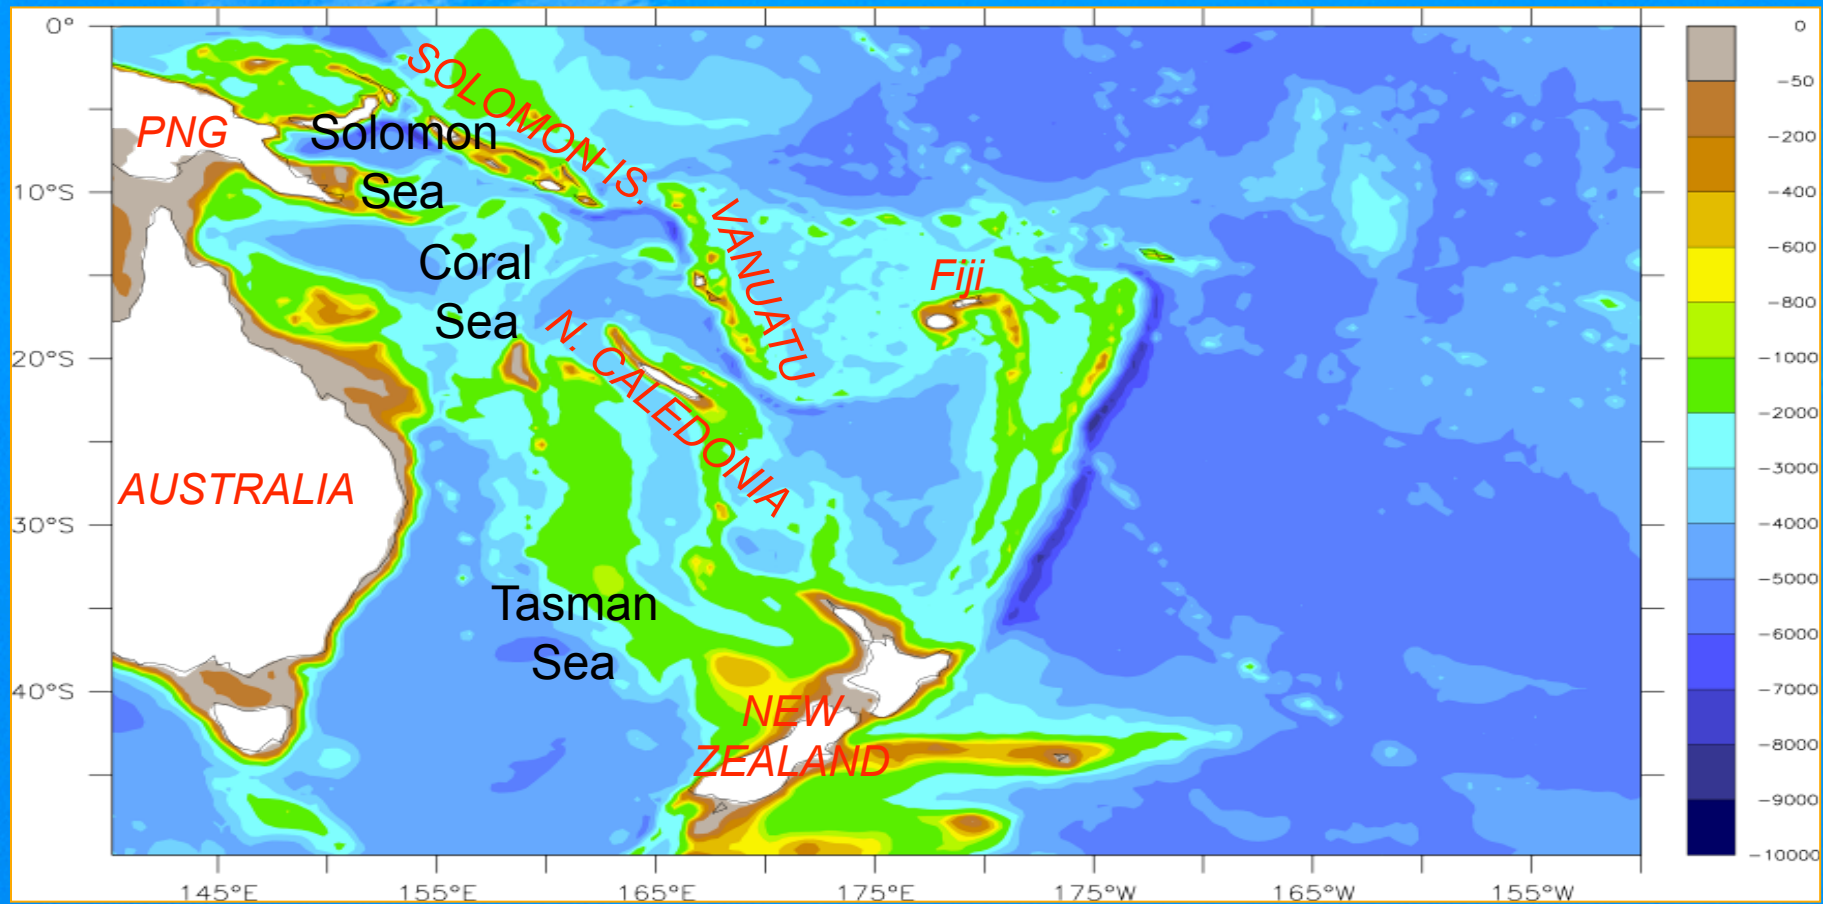 0°
10°S
20°S
30°S
40°S
145°E
155°E
165°E
175°E
175°W
165°W
155°W
PNG
Solomon
Sea
SOLOMON IS.
VANUATU
Coral
Sea
Fiji
N. CALEDONIA
AUSTRALIA
Tasman
Sea
NEW
ZEALAND
0
-50
-200
-400
-600
-800
-1000
-2000
-3000
-4000
-5000
-6000
-7000
-8000
-9000
-10000